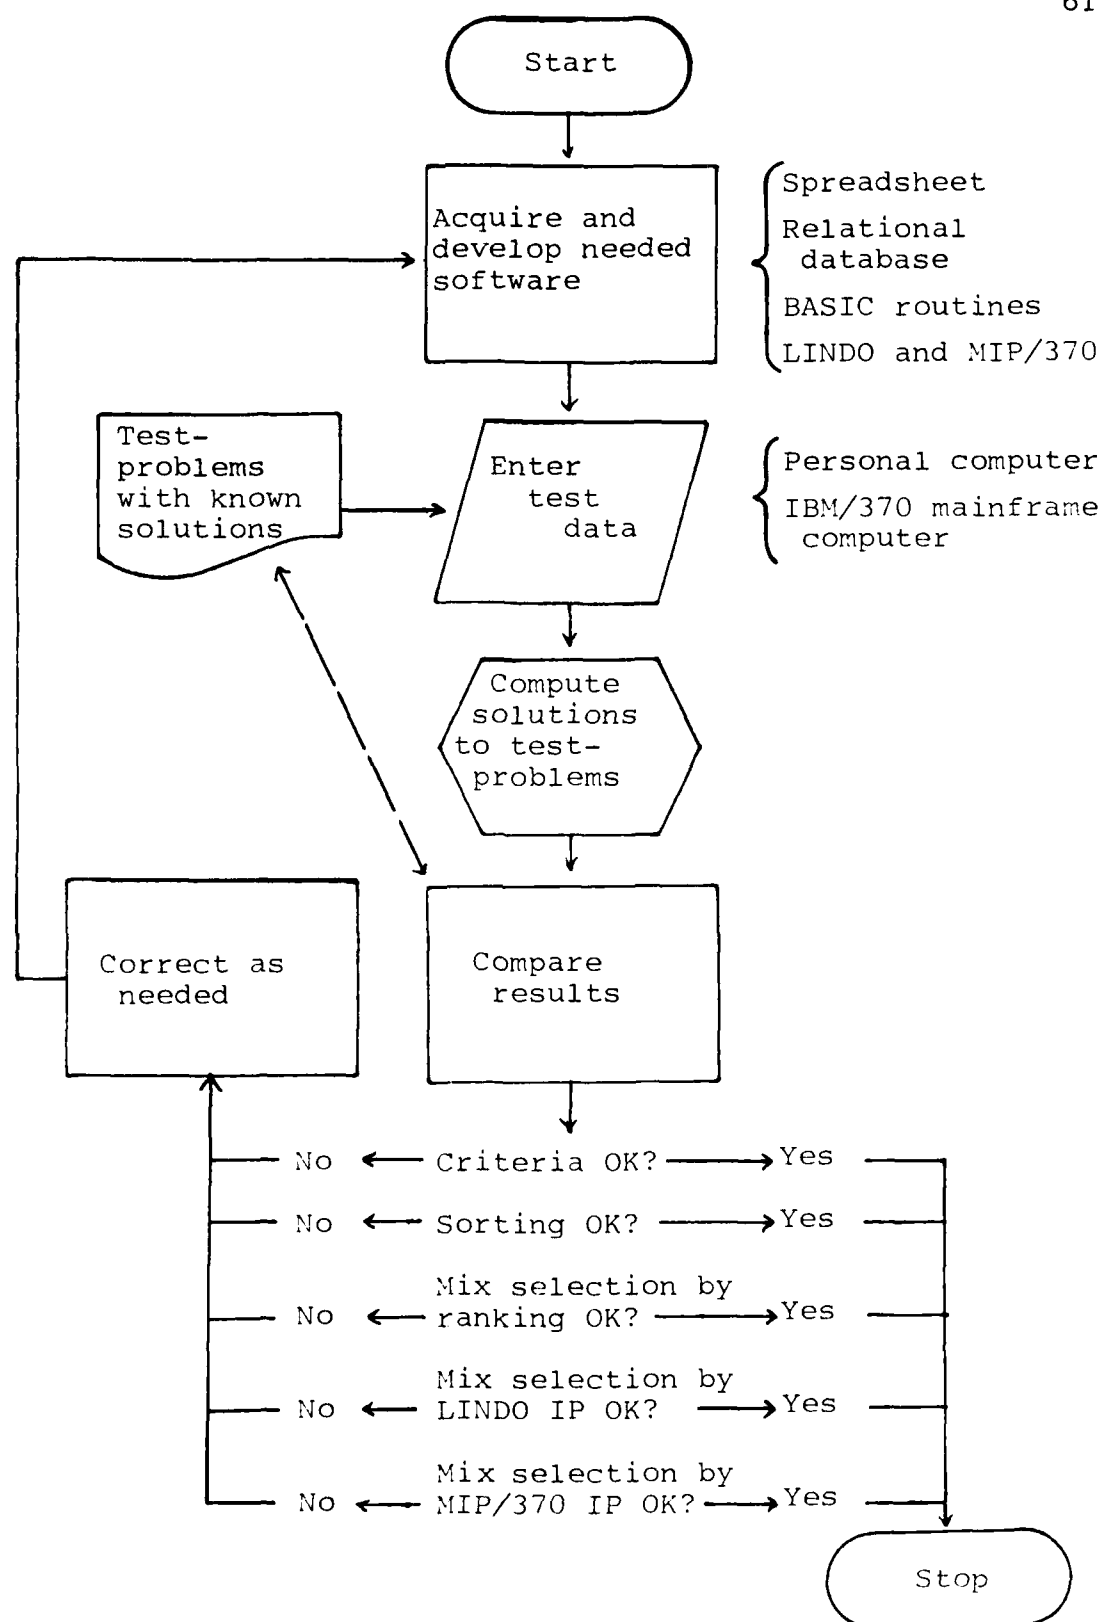 61
Start
Acquire and
develop needed
software
Spreadsheet
Relational
database
BASIC routines
LINDO and MIP/370
Test-
problems
with known
solutions
Enter
test
data
Personal computer
IBM/370 mainframe
computer
Compute
solutions
to test-
problems
Correct as
needed
Compare
results
No Criteria OK? Yes
No Sorting OK? Yes
Mix selection by
No ranking OK? Yes
Mix selection by
No LINDO IP OK? Yes
Mix selection by
No MIP/370 IP OK? Yes
Stop